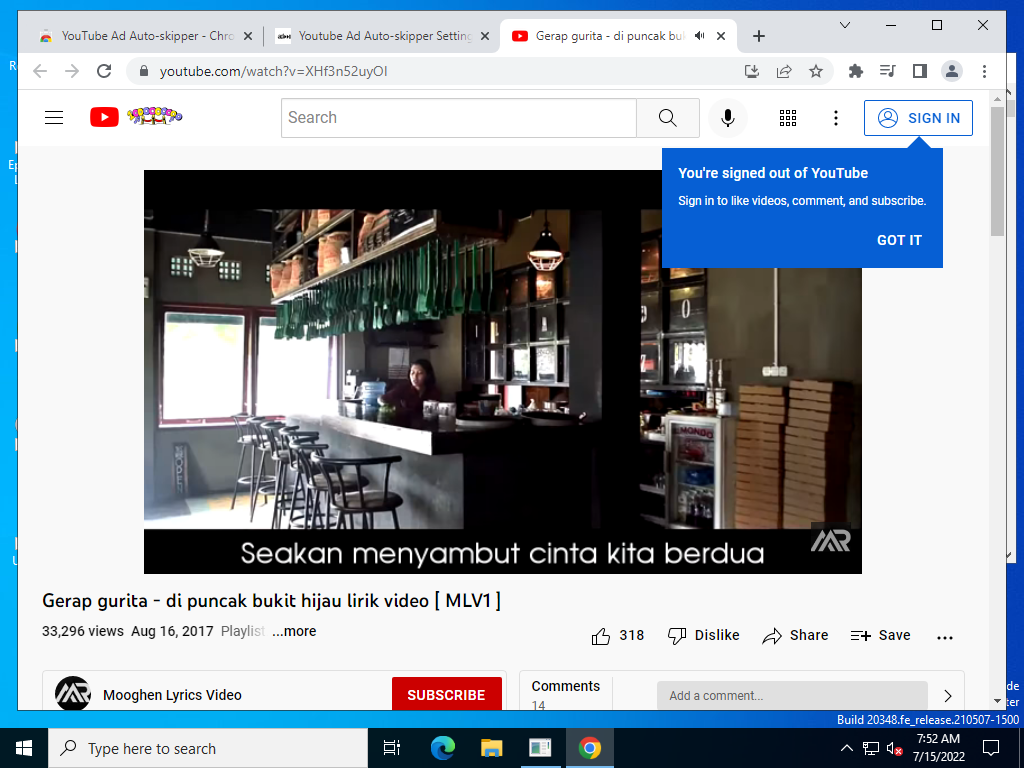 YouTube Ad Auto-skipper - Chro
Youtube Ad Auto-skipper Setting
Gerap gurita - di puncak buk
youtube.com/watch?v=XHf3n52uyOI
Search
SIGN IN
You're signed out of YouTube
Sign in to like videos, comment, and subscribe.
GOT IT
MONDO
Seakan menyambut cinta kita berdua
MR
Gerap gurita - di puncak bukit hijau lirik video [ MLV1 ]
33,296 views Aug 16, 2017 Playlist ...more
318 Dislike Share Save
Mooghen Lyrics Video
SUBSCRIBE
Comments
14
Add a comment...
Build 20348.fe_release.210507-1500
Type here to search
7:52 AM
7/15/2022